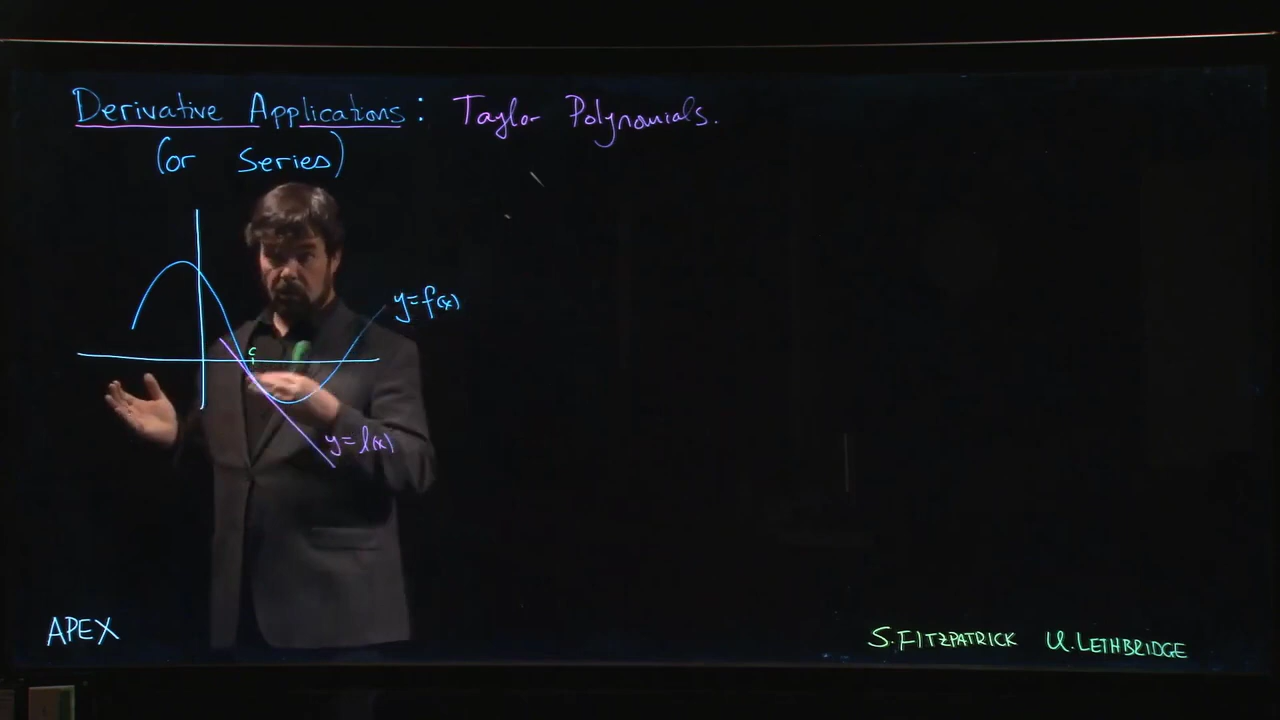 Derivative Applications: Taylor Polynomials.
(or Series)
y=f(x)
c
y=l(x)
APEX
S. FITZPATRICK U. LETHBRIDGE